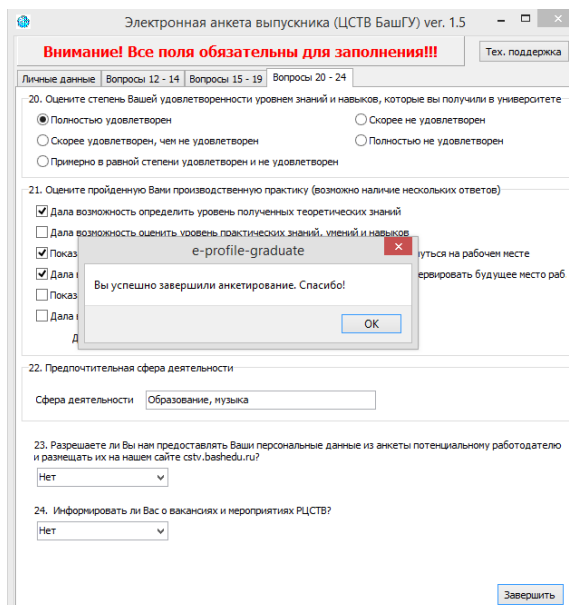 Электронная анкета выпускника (ЦСТВ БашГУ) ver. 1.5
Внимание! Все поля обязательны для заполнения!!!
Тех. поддержка
Личные данные
Вопросы 12 - 14
Вопросы 15 - 19
Вопросы 20 - 24
20. Оцените степень Вашей удовлетворенности уровнем знаний и навыков, которые вы получили в университете
Полностью удовлетворен
Скорее не удовлетворен
Скорее удовлетворен, чем не удовлетворен
Полностью не удовлетворен
Примерно в равной степени удовлетворен и не удовлетворен
21. Оцените пройденную Вами производственную практику (возможно наличие нескольких ответов)
Дала возможность определить уровень полученных теоретических знаний
Дала возможность оценить уровень практических знаний, умений и навыков
e-profile-graduate
Вы успешно завершили анкетирование. Спасибо!
OK
на рабочем месте
будущее место раб
22. Предпочтительная сфера деятельности
Сфера деятельности
Образование, музыка
23. Разрешаете ли Вы нам предоставлять Ваши персональные данные из анкеты потенциальному работодателю
и размещать их на нашем сайте cstv.bashedu.ru?
Нет
24. Информировать ли Вас о вакансиях и мероприятиях РЦСТВ?
Нет
Завершить